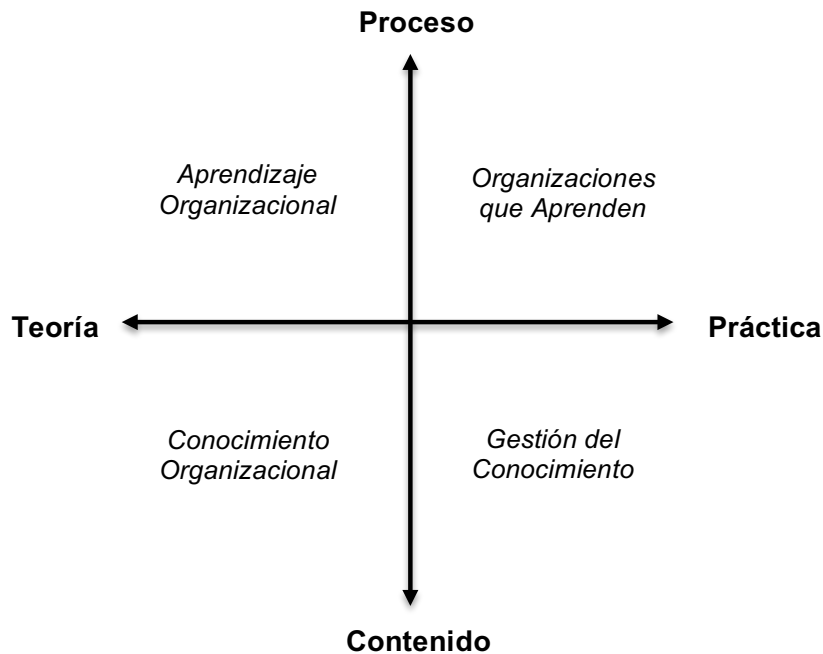 Proceso
Aprendizaje
Organizacional
Organizaciones
que Aprenden
Teoría
Práctica
Conocimiento
Organizacional
Gestión del
Conocimiento
Contenido